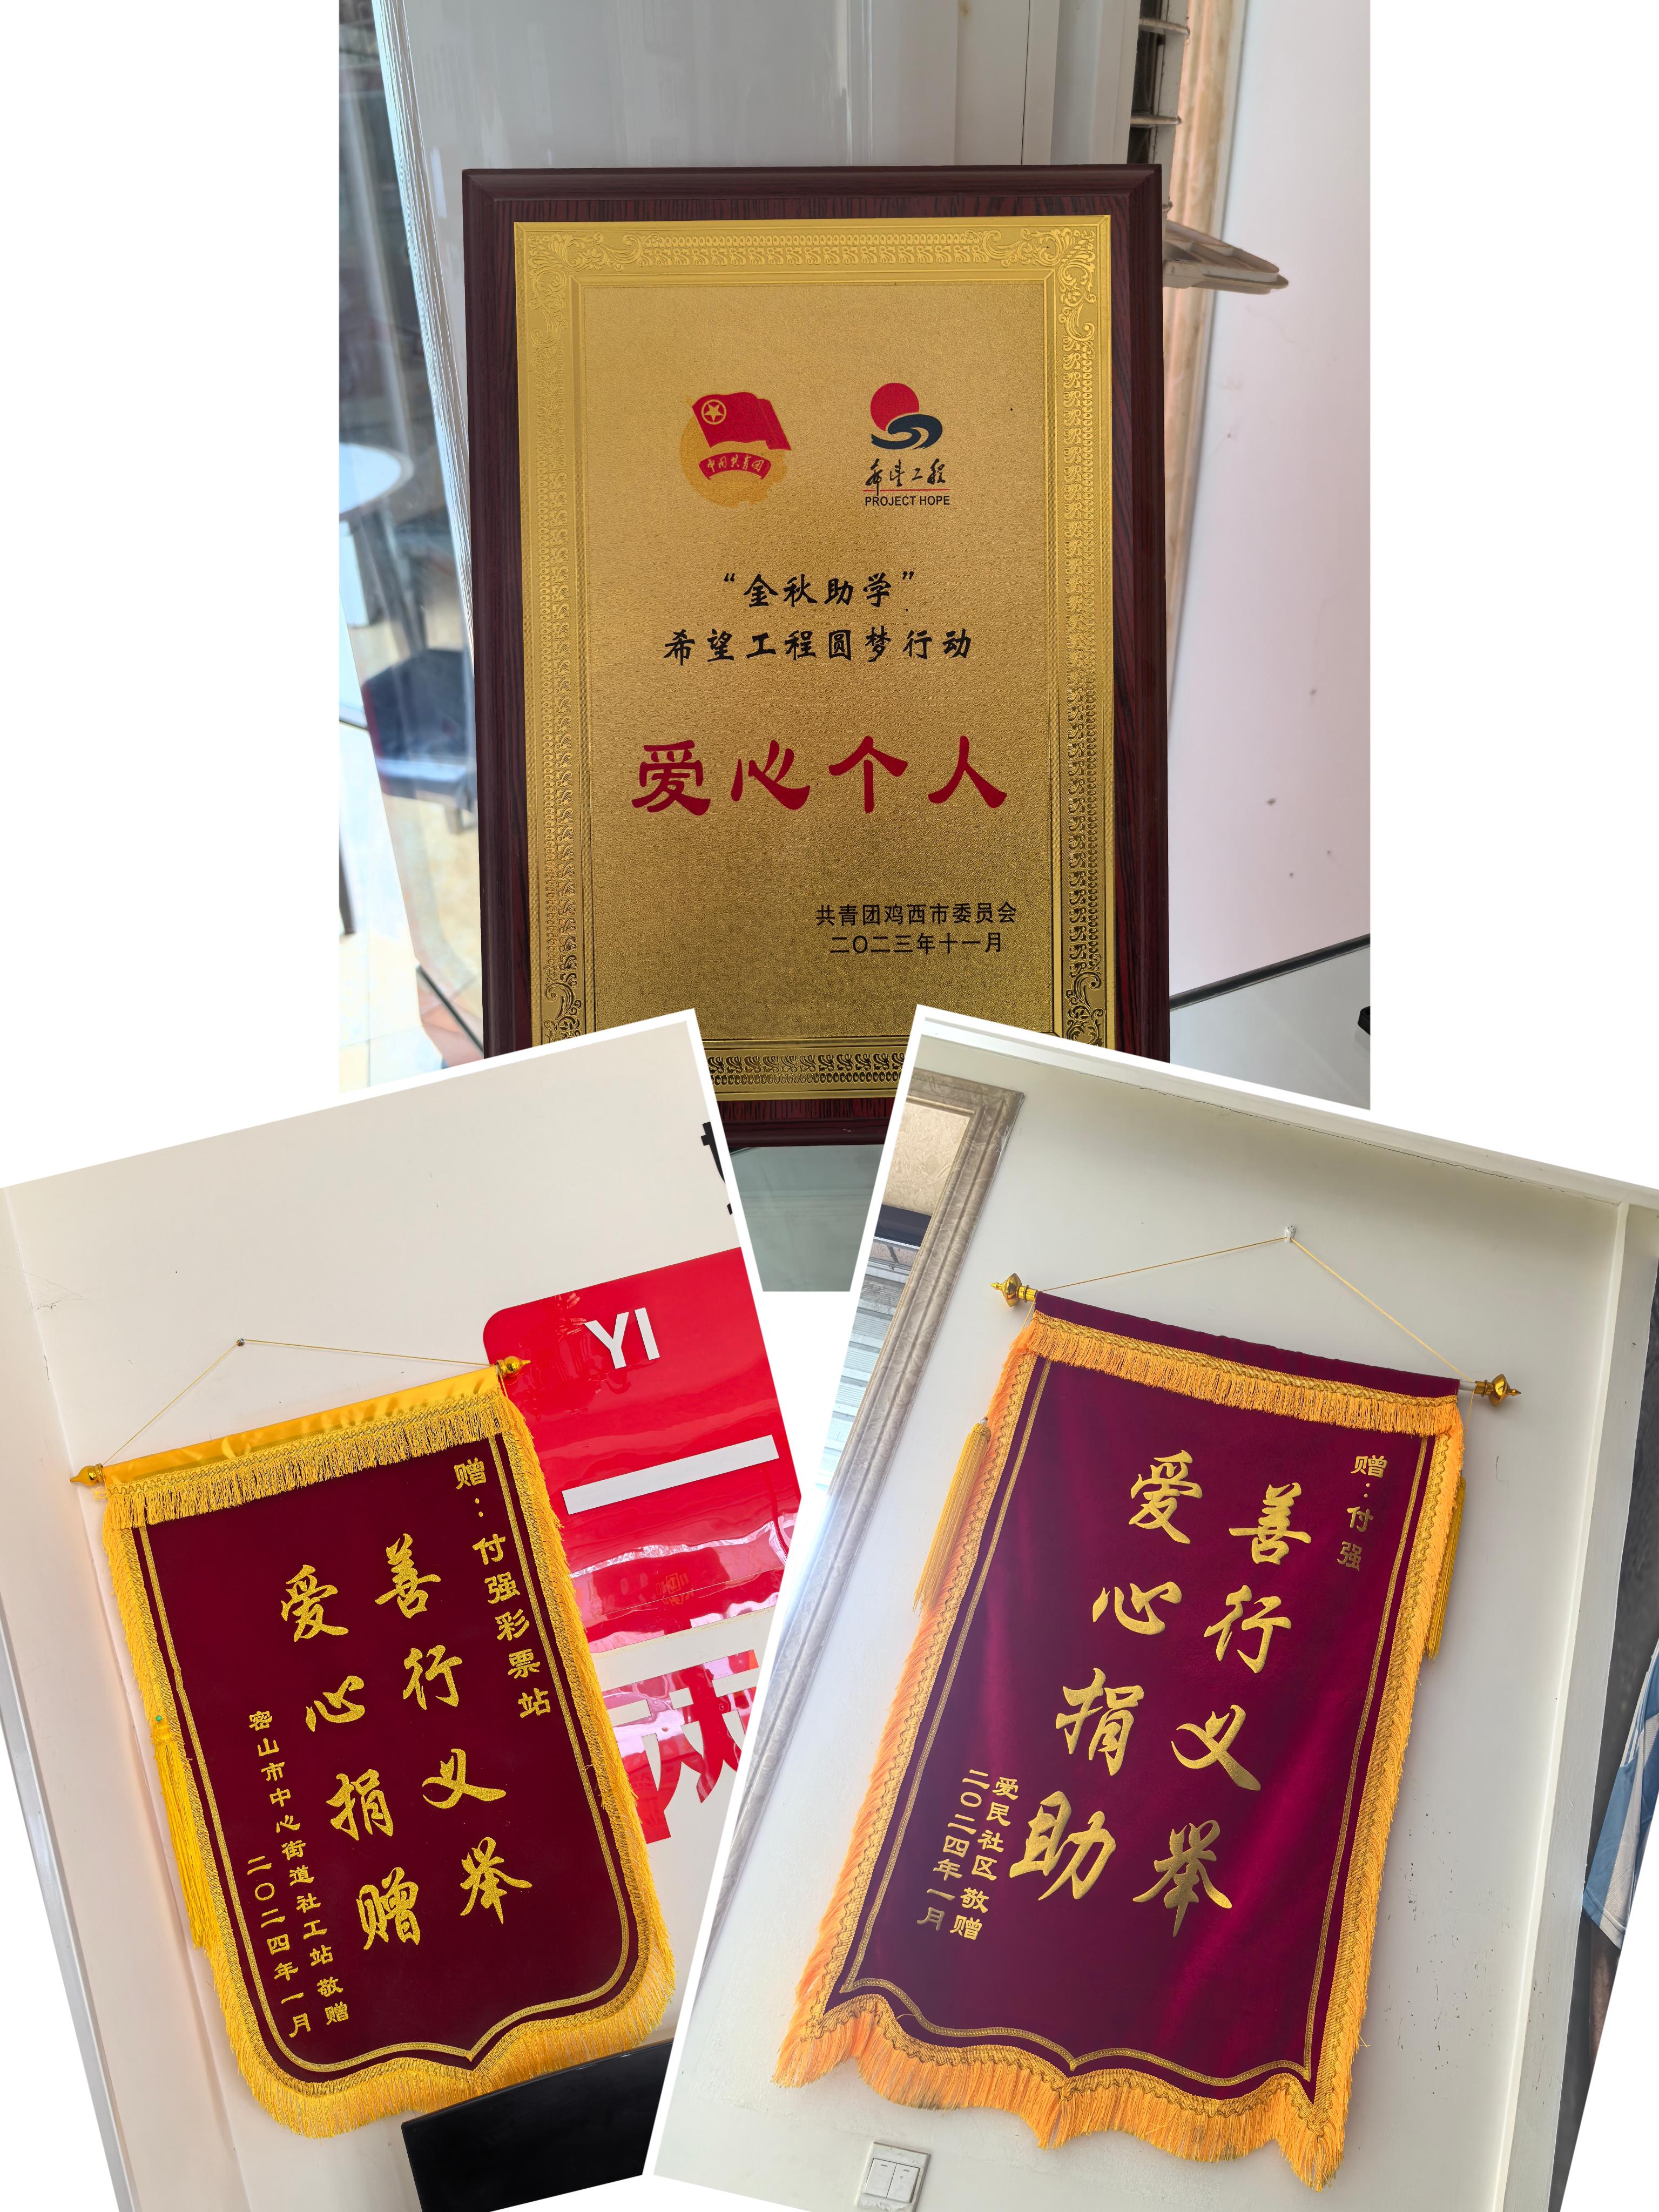 中国共青团
希望工程
PROJECT HOPE
“金秋助学”
希望工程圆梦行动
爱心个人
共青团鸡西市委员会
二〇二三年十一月
YI
赠：付强彩票站
善行义举
爱心捐赠
密山市中心街道社工站敬赠
二〇二四年一月
赠：付强
善行义举
爱心捐助
爱民社区 敬赠
二〇二四年一月